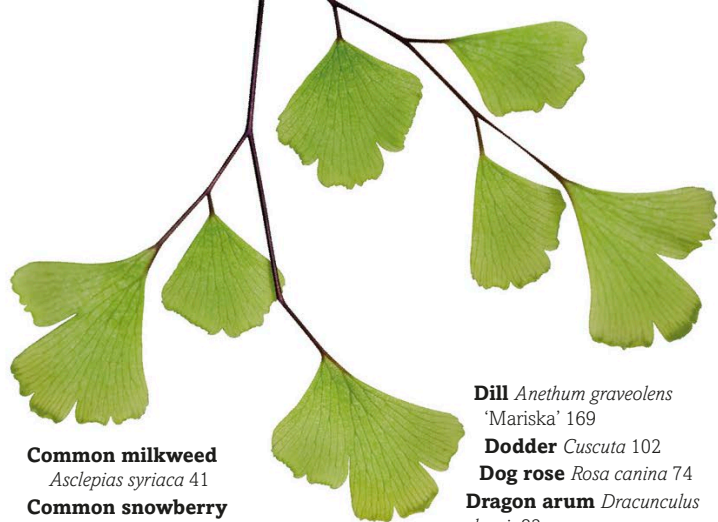 Common milkweed
Asclepias syriaca 41
Common snowberry
Dill Anethum graveolens
‘Mariska’ 169
Dodder Cuscuta 102
Dog rose Rosa canina 74
Dragon arum Dracunculus